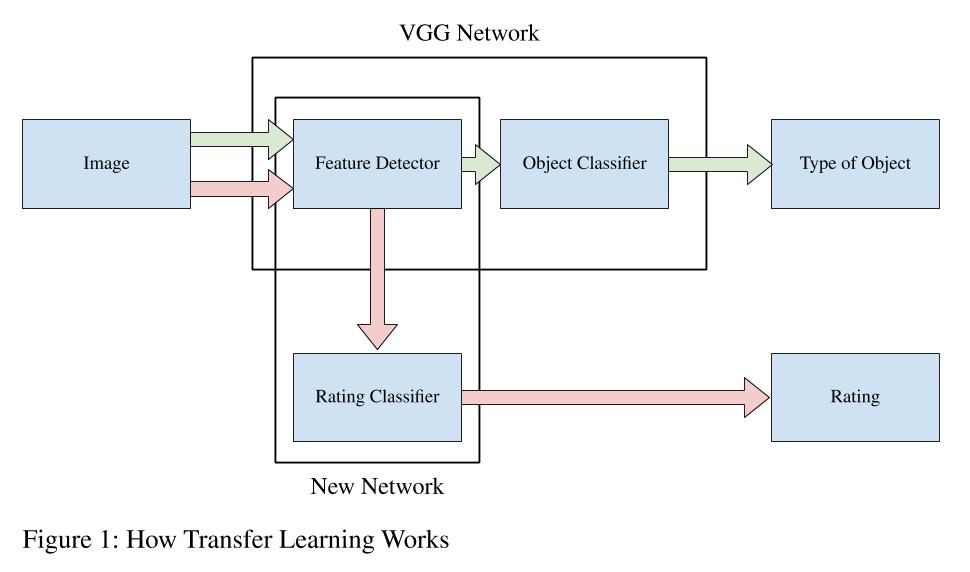 VGG Network
Image
Feature Detector
Object Classifier
Type of Object
Rating Classifier
Rating
New Network
Figure 1: How Transfer Learning Works